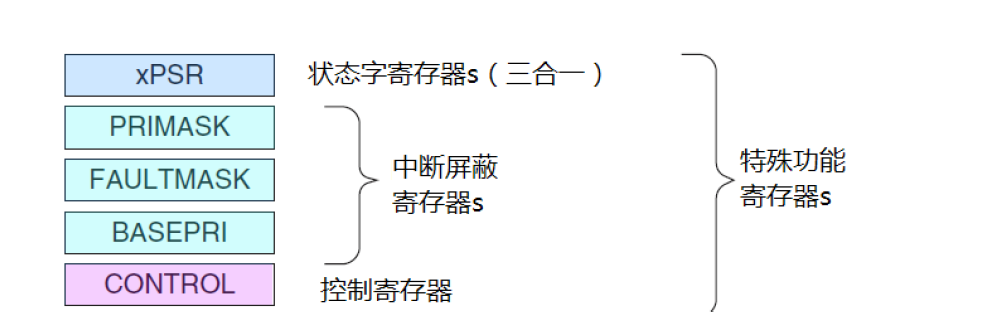 xPSR
状态字寄存器s（三合一）
PRIMASK
FAULTMASK
BASEPRI
中断屏蔽
寄存器s
CONTROL
控制寄存器
特殊功能
寄存器s